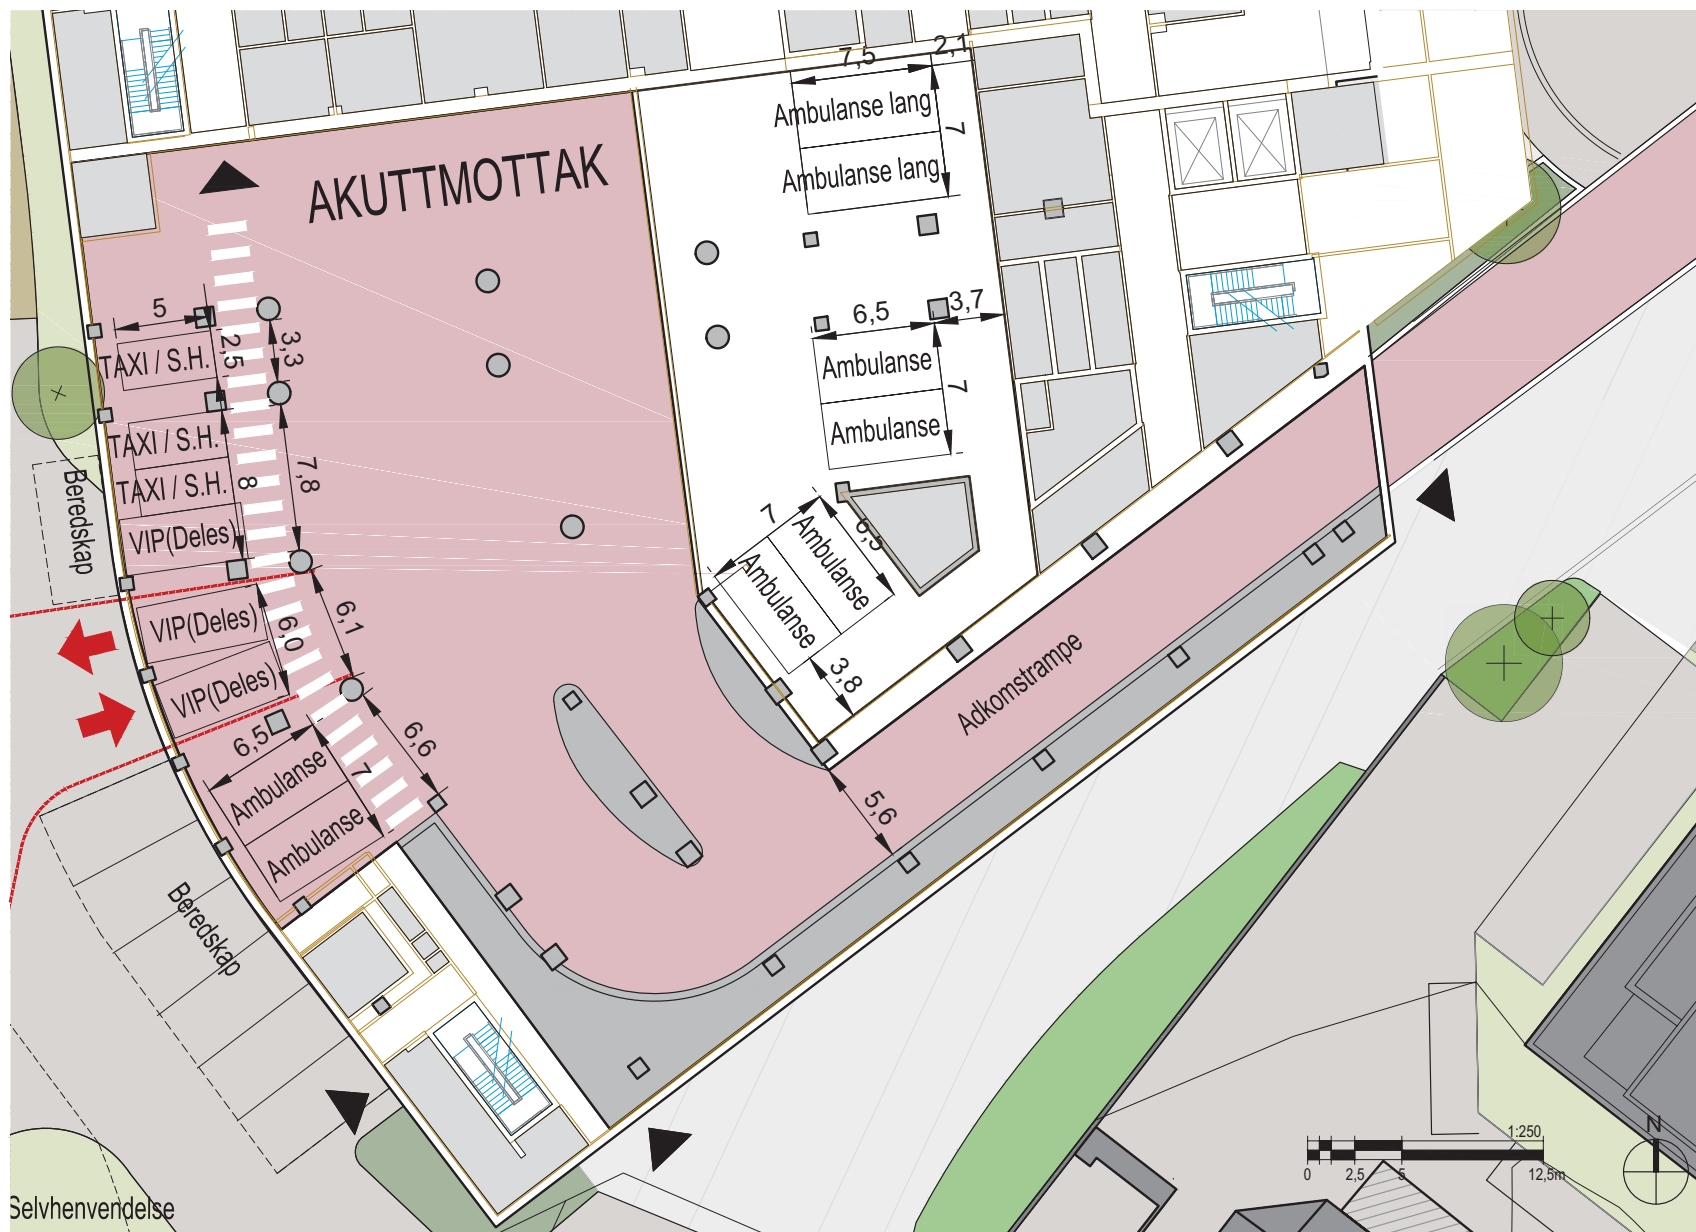 7,5
2,1
Ambulanse lang
7
Ambulanse lang
AKUTTMOTTAK
5
TAXI / S.H.
2,5
3,3
6,5
3,7
Ambulanse
7
Ambulanse
TAXI / S.H.
TAXI / S.H.
8
7,8
VIP(Deles)
Beredskap
7
6,5
Ambulanse
Ambulanse
3,8
VIP(Deles)
6,0
6,1
VIP(Deles)
6,5
Ambulanse
7
6,6
Ambulanse
Adkomstrampe
5,6
Beredskap
Selvhenvendelse
1:250
0
2,5
5
12,5m
N